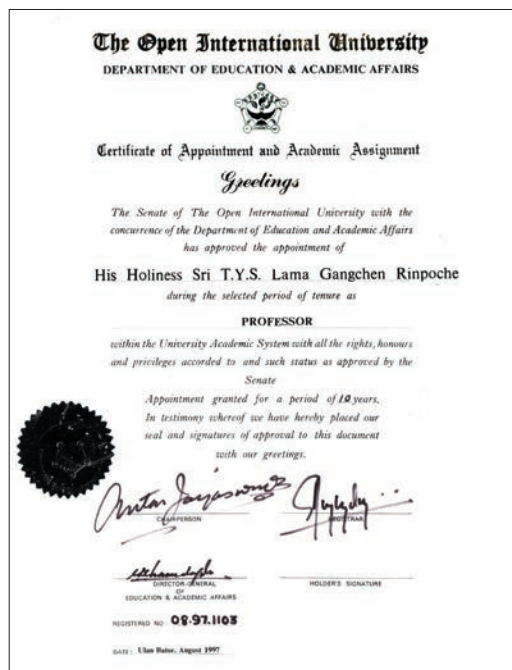 The Open International University
DEPARTMENT OF EDUCATION & ACADEMIC AFFAIRS
Certificate of Appointment and Academic Assignment
Greetings
The Senate of The Open International University with the
concurrence of the Department of Education and Academic Affairs
has approved the appointment of
His Holiness Sri T.Y.S. Lama Gangchen Rinpoche
during the selected period of tenure as
PROFESSOR
within the University Academic System with all the rights, honours
and privileges accorded to and such status as approved by the
Senate
Appointment granted for a period of 10 years.
In testimony whereof we have hereby placed our
seal and signatures of approval to this document
with our greetings.
CHAIRPERSON
REGISTRAR
DIRECTOR-GENERAL
OF
EDUCATION & ACADEMIC AFFAIRS
HOLDER'S SIGNATURE
REGISTERED NO 08.97.1103
DATE: Ulan Bator, August 1997